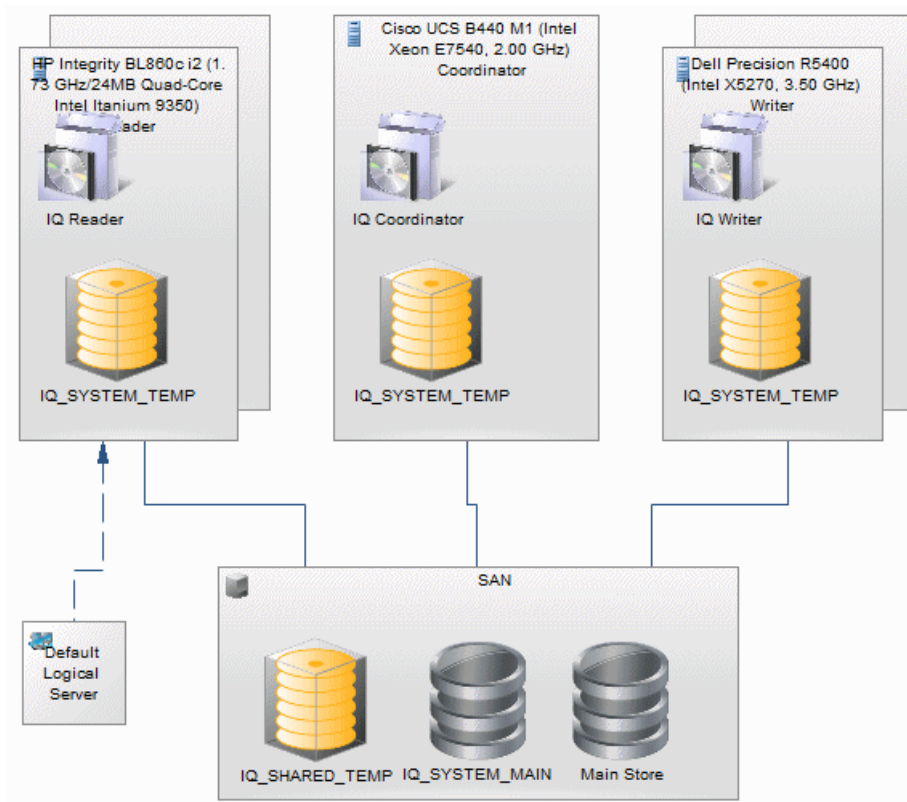 HP Integrity BL860c i2 (1.
73 GHz/24MB Quad-Core
Intel Itanium 9350)
IQ Reader
IQ_SYSTEM_TEMP
Cisco UCS B440 M1 (Intel
Xeon E7540, 2.00 GHz)
Coordinator
IQ Coordinator
IQ_SYSTEM_TEMP
Dell Precision R5400
(Intel X5270, 3.50 GHz)
Writer
IQ Writer
IQ_SYSTEM_TEMP
Default
Logical
Server
SAN
IQ_SHARED_TEMP
IQ_SYSTEM_MAIN
Main Store